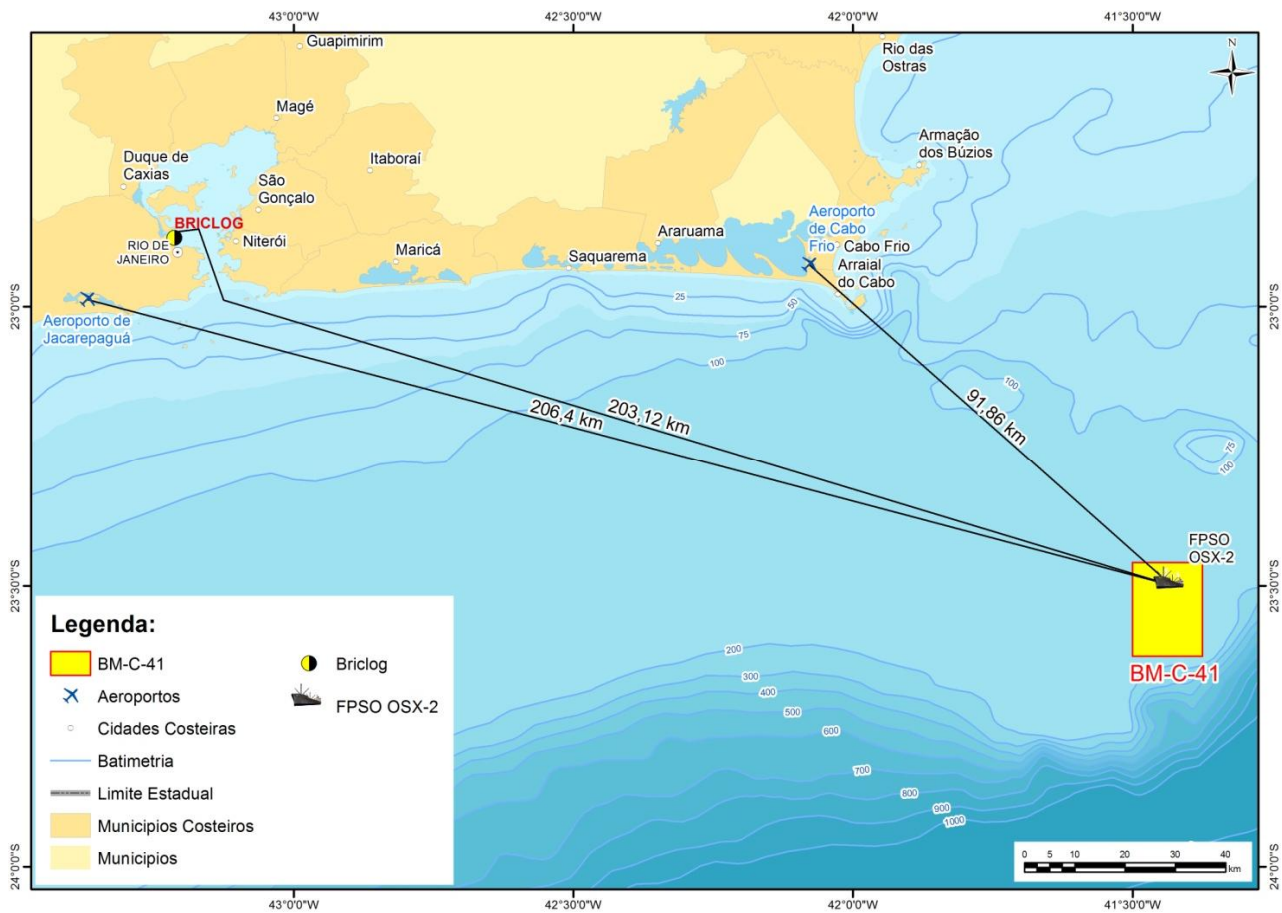 43°0'0"W
42°30'0"W
42°0'0"W
41°30'0"W
N
Guapimirim
Rio das
Ostras
Magé
Armação
dos Búzios
Duque de
Caxias
Itaboraí
São
Gonçalo
BRICLOG
Niterói
RIO DE
JANEIRO
Maricá
Saquarema
Araruama
Aeroporto
de Cabo
Frio
Cabo Frio
Arraial
do Cabo
23°0'0"S
23°0'0"S
Aeroporto de
Jacarepaguá
25
50
75
100
100
75
100
206,4 km
203,12 km
91,86 km
FPSO
OSX-2
23°30'0"S
23°30'0"S
BM-C-41
200
300
400
500
600
700
800
900
1000
Legenda:
BM-C-41
Aeroportos
Cidades Costeiras
Batimetria
Limite Estadual
Municipios Costeiros
Municipios
Briclog
FPSO OSX-2
0 5 10 20 30 40
km
24°0'0"S
24°0'0"S
43°0'0"W
42°30'0"W
42°0'0"W
41°30'0"W